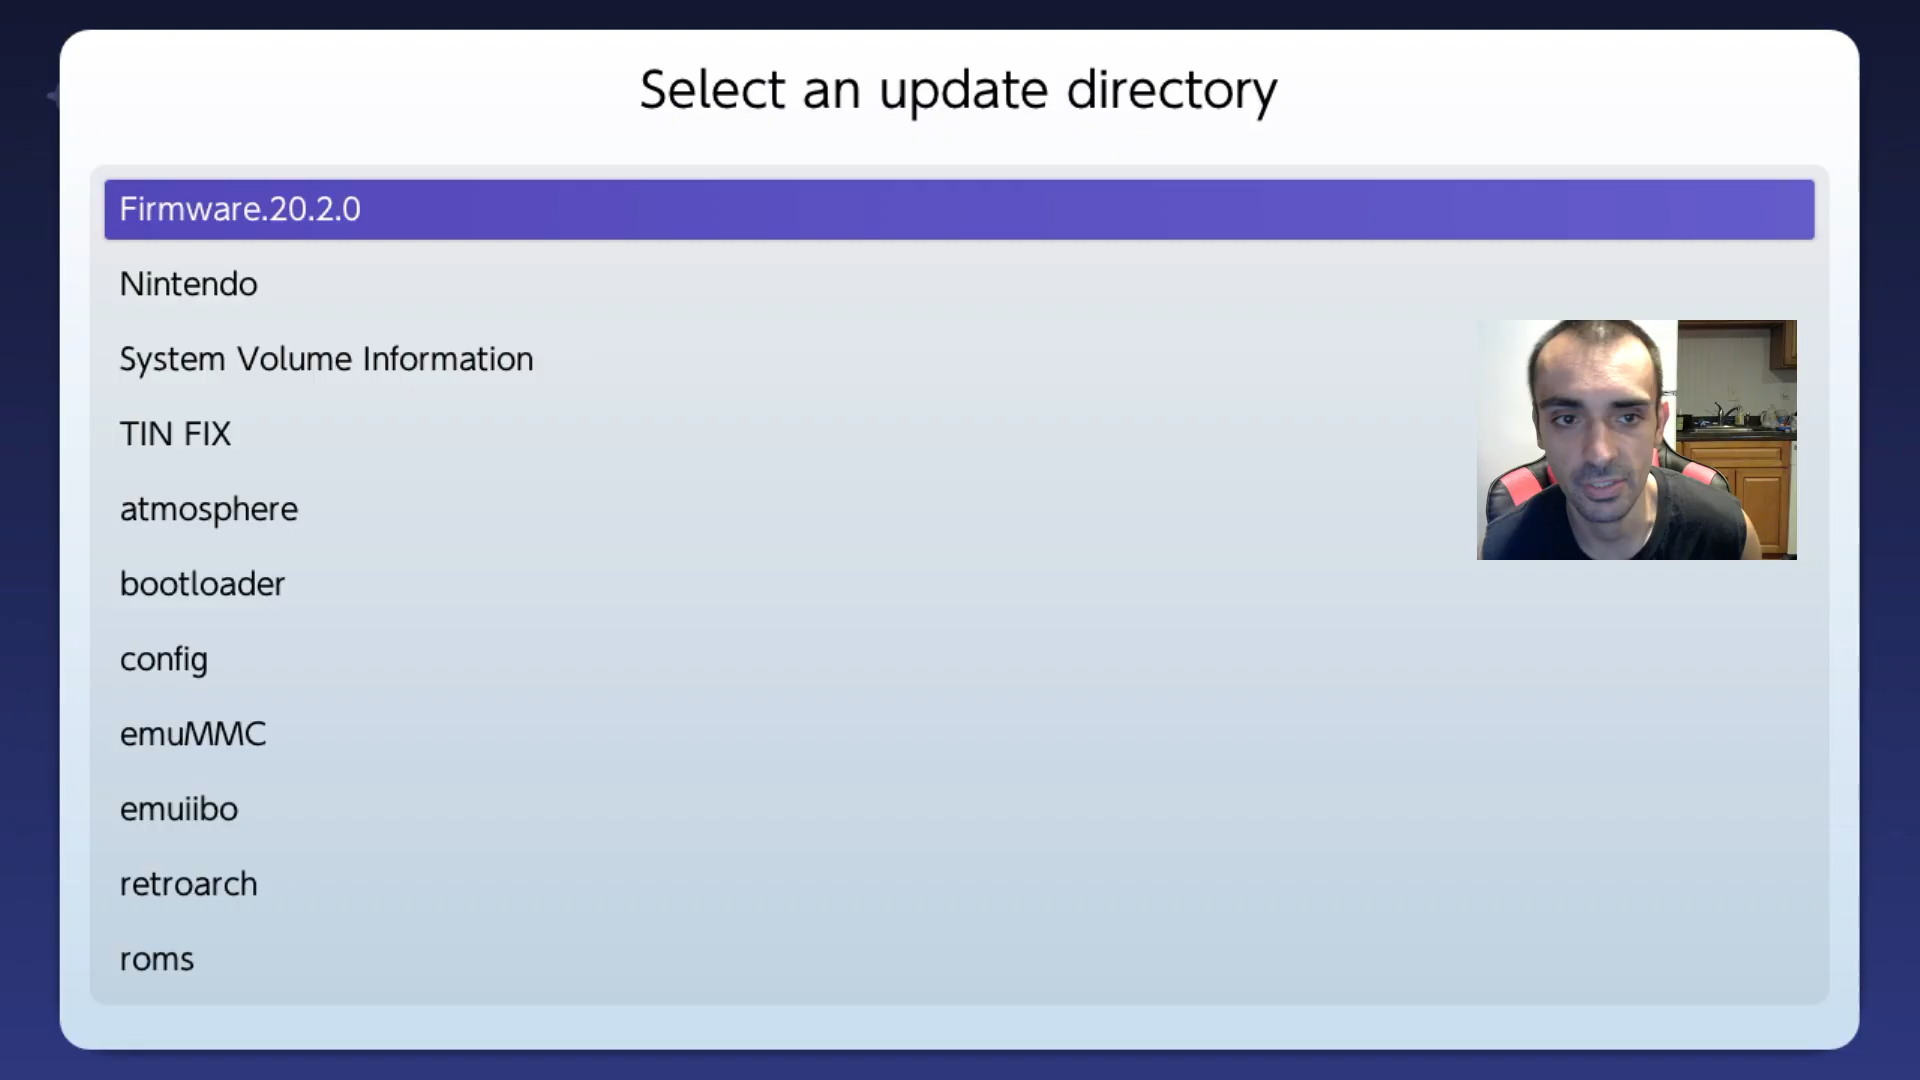 Select an update directory
Firmware.20.2.0
Nintendo
System Volume Information
TIN FIX
atmosphere
bootloader
config
emuMMC
emuiibo
retroarch
roms